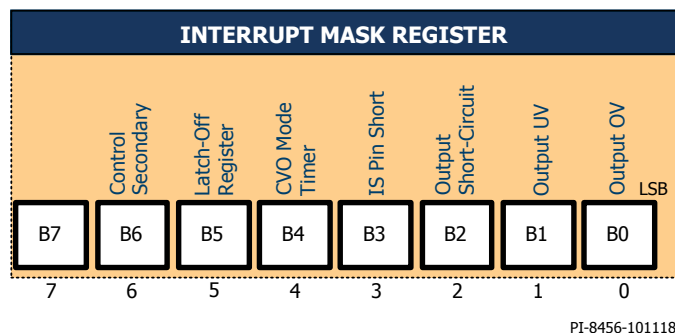 INTERRUPT MASK REGISTER
Control
Secondary
Latch-Off
Register
CVO Mode
Timer
IS Pin Short
Output
Short-Circuit
Output UV
Output OV
LSB
B7 B6 B5 B4 B3 B2 B1 B0
7 6 5 4 3 2 1 0
PI-8456-101118